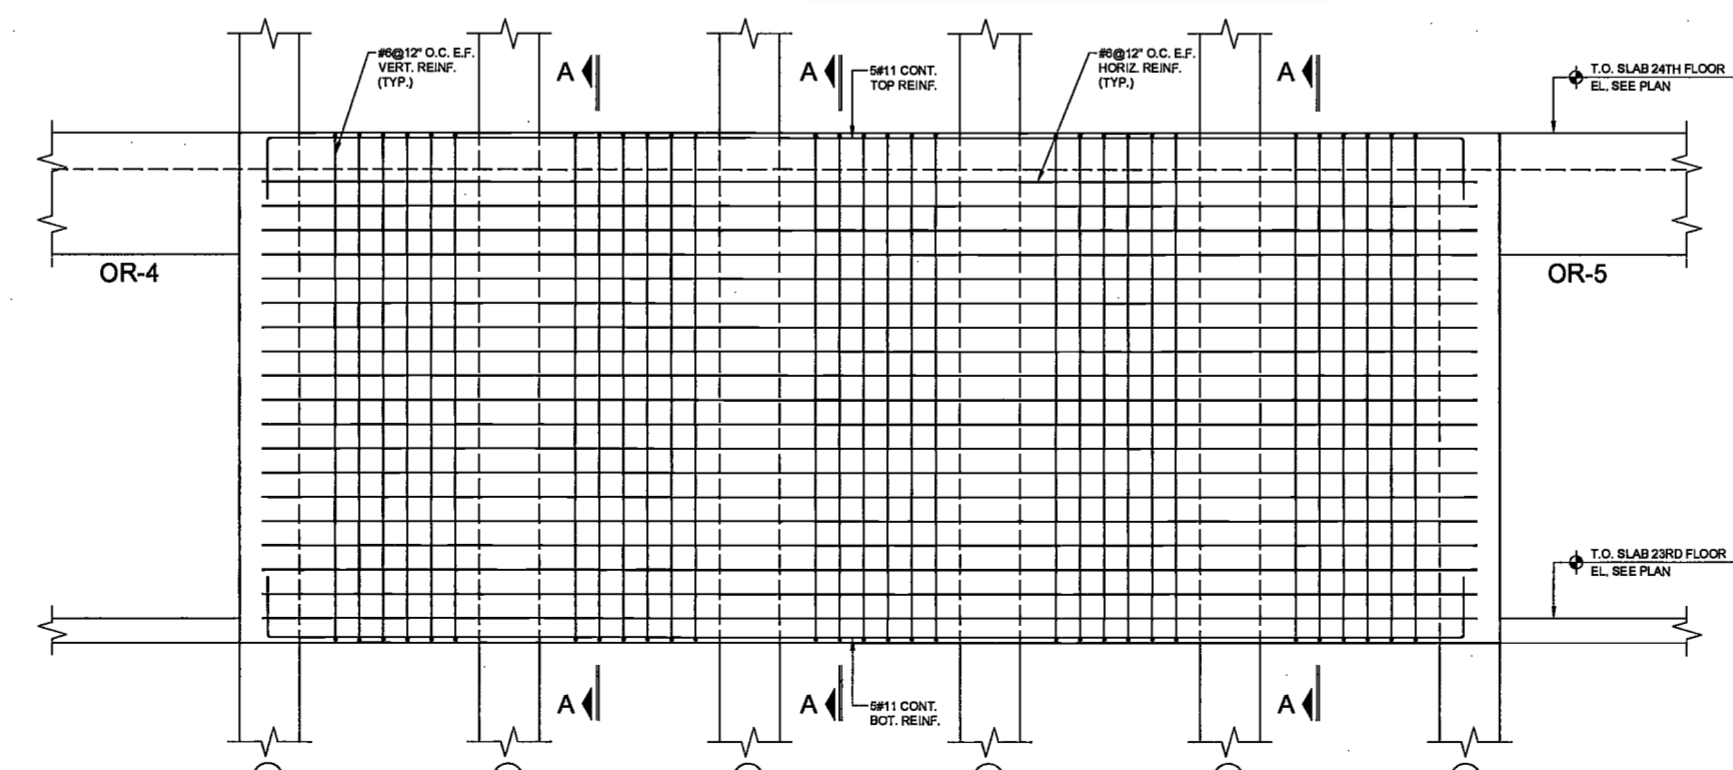 #6@12" O.C. E.F.
VERT. REINF.
(TYP.)
A
A
5#11 CONT.
TOP REINF.
#6@12" O.C. E.F.
HORIZ. REINF.
(TYP.)
A
T.O. SLAB 24TH FLOOR
EL, SEE PLAN
OR-4
OR-5
T.O. SLAB 23RD FLOOR
EL, SEE PLAN
A
A
5#11 CONT.
BOT. REINF.
A